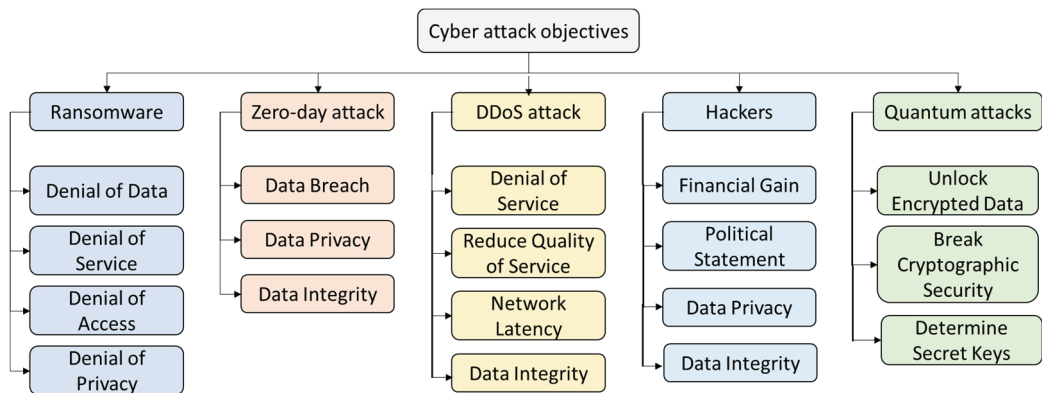 Cyber attack objectives
Ransomware
Denial of Data
Denial of
Service
Denial of
Access
Denial of
Privacy
Zero-day attack
Data Breach
Data Privacy
Data Integrity
DDoS attack
Denial of
Service
Reduce Quality
of Service
Network
Latency
Data Integrity
Hackers
Financial Gain
Political
Statement
Data Privacy
Data Integrity
Quantum attacks
Unlock
Encrypted Data
Break
Cryptographic
Security
Determine
Secret Keys